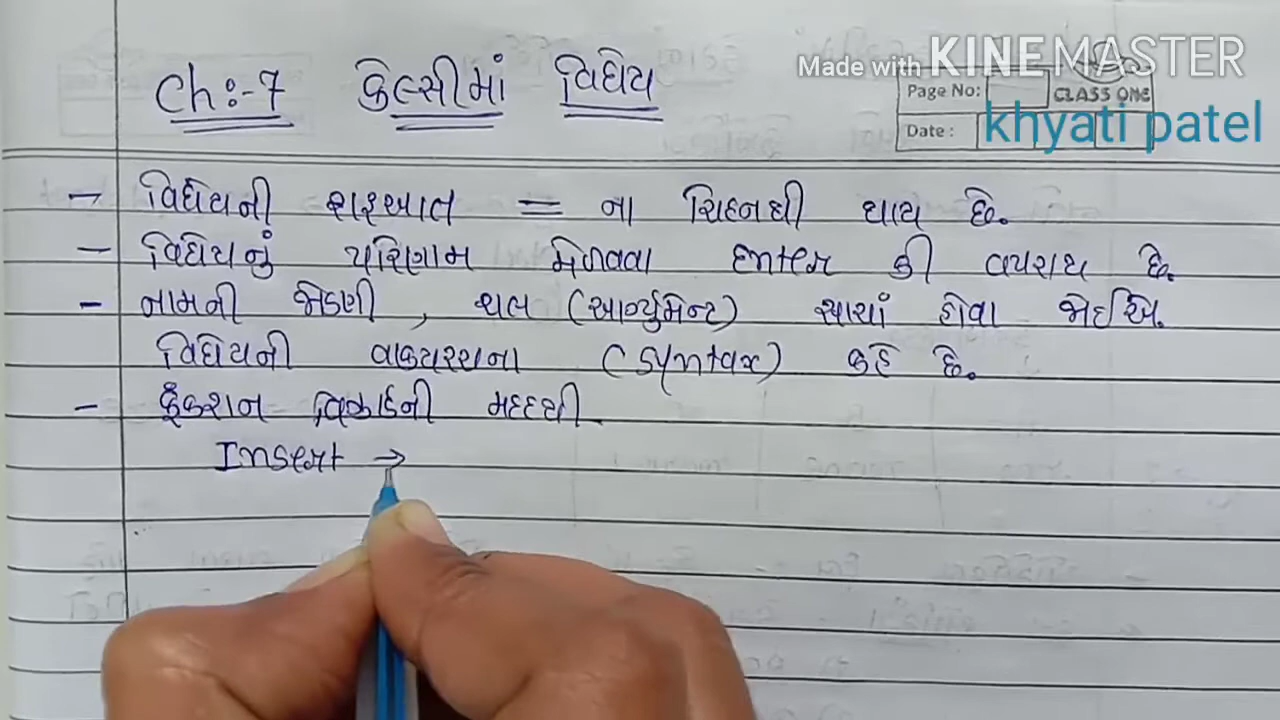 Made with KINEMASTER
Page No:
CLASS ONE
Date :
khyati patel
Ch:-7 કેલ્સીમાં વિધેય
- વિધેયની શરૂઆત = ના ચિહ્નથી થાય છે.
- વિધેયનું પરિણામ મેળવવા Enter કી વપરાય છે.
- નામની જોડણી , ચલ (આર્ગ્યુમેન્ટ) સાચાં હોવા જોઈએ.
વિધેયની વાક્યરચના (Syntax) કહે છે.
- ફંકશન વિઝાર્ડની મદદથી
Insert →